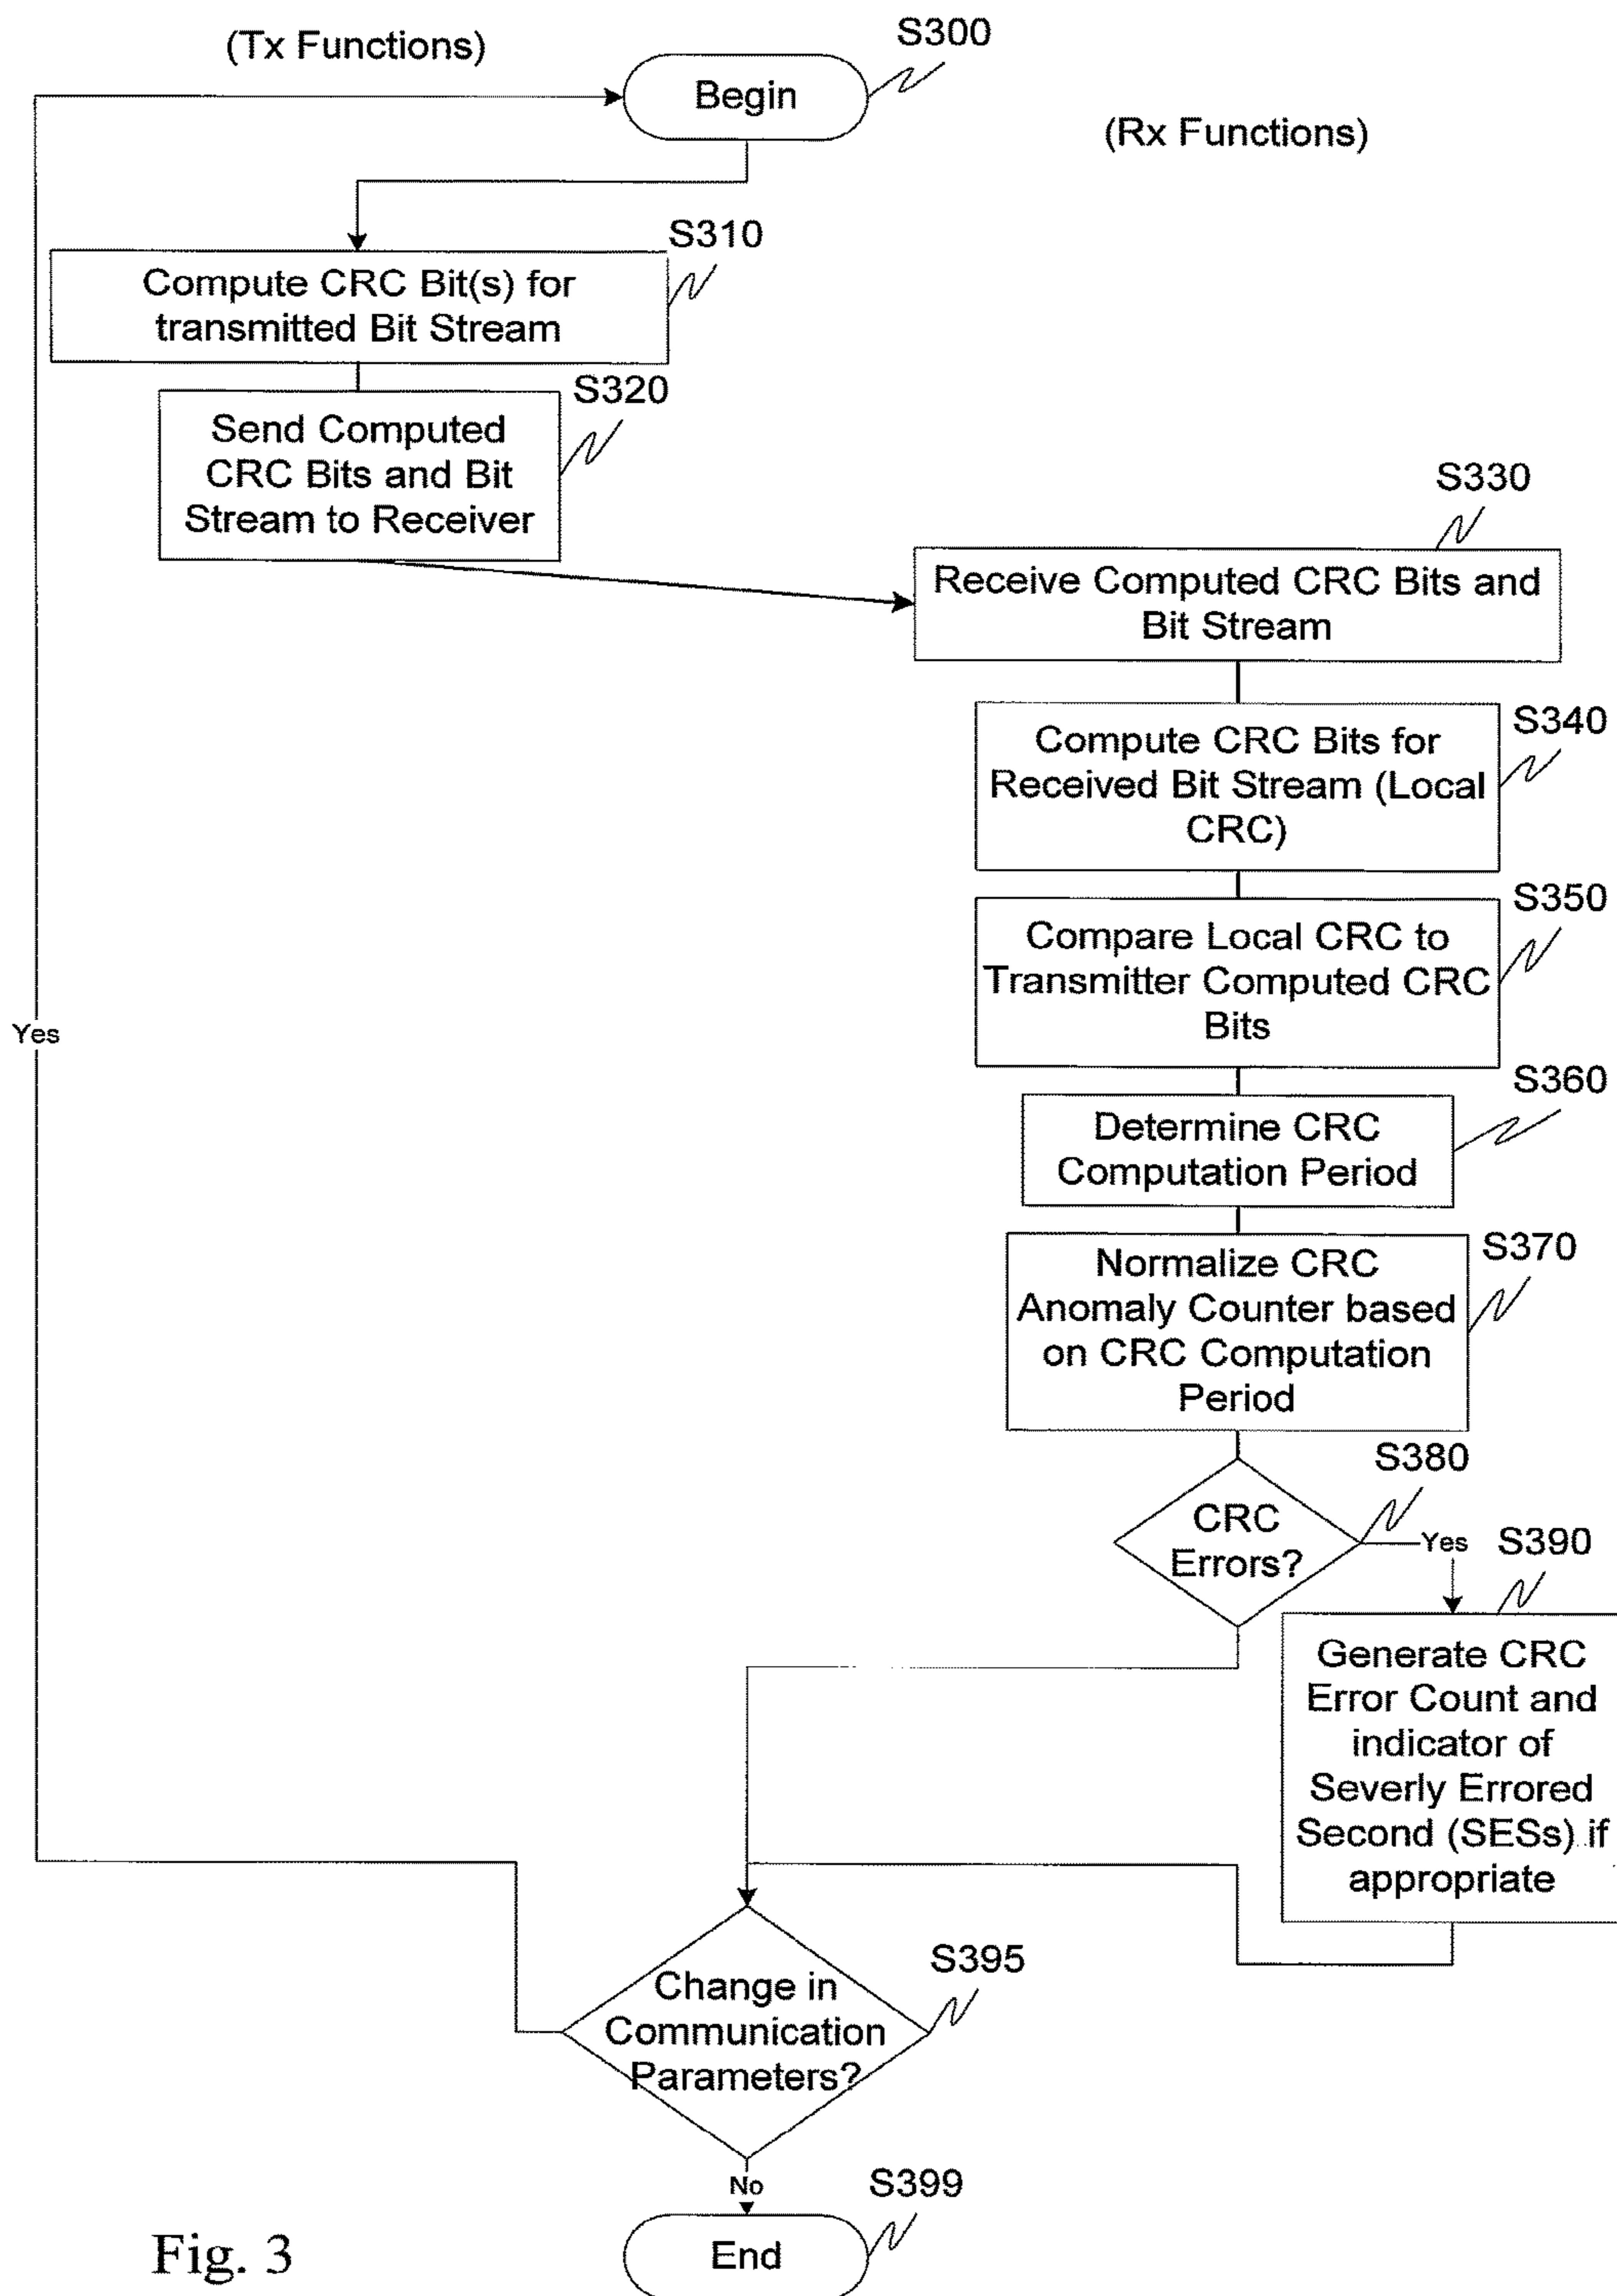 (Tx Functions)
S300
Begin
(Rx Functions)
S310
Compute CRC Bit(s) for
transmitted Bit Stream
S320
Send Computed
CRC Bits and Bit
Stream to Receiver
S330
Receive Computed CRC Bits and
Bit Stream
S340
Compute CRC Bits for
Received Bit Stream (Local
CRC)
S350
Compare Local CRC to
Transmitter Computed CRC
Bits
Yes
S360
Determine CRC
Computation Period
S370
Normalize CRC
Anomaly Counter based
on CRC Computation
Period
S380
CRC
Errors?
Yes
S390
Generate CRC
Error Count and
indicator of
Severly Errored
Second (SESs) if
appropriate
S395
Change in
Communication
Parameters?
No
S399
End
Fig. 3